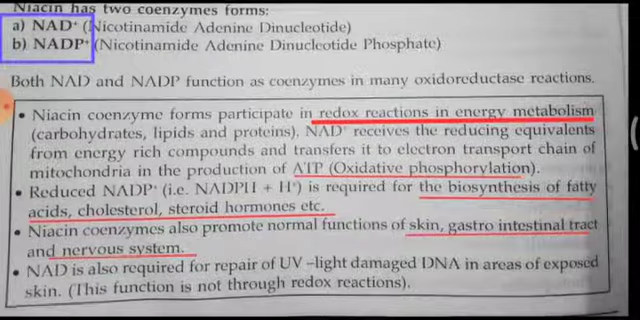 Niacin has two coenzymes forms:
a) NAD⁺ (Nicotinamide Adenine Dinucleotide)
b) NADP⁺ (Nicotinamide Adenine Dinucleotide Phosphate)
Both NAD and NADP function as coenzymes in many oxidoreductase reactions.
• Niacin coenzyme forms participate in redox reactions in energy metabolism
(carbohydrates, lipids and proteins). NAD⁺ receives the reducing equivalents
from energy rich compounds and transfers it to electron transport chain of
mitochondria in the production of ATP (Oxidative phosphorylation).
• Reduced NADP⁺ (i.e. NADPH + H⁺) is required for the biosynthesis of fatty
acids, cholesterol, steroid hormones etc.
• Niacin coenzymes also promote normal functions of skin, gastro intestinal tract
and nervous system.
• NAD is also required for repair of UV –light damaged DNA in areas of exposed
skin. (This function is not through redox reactions).